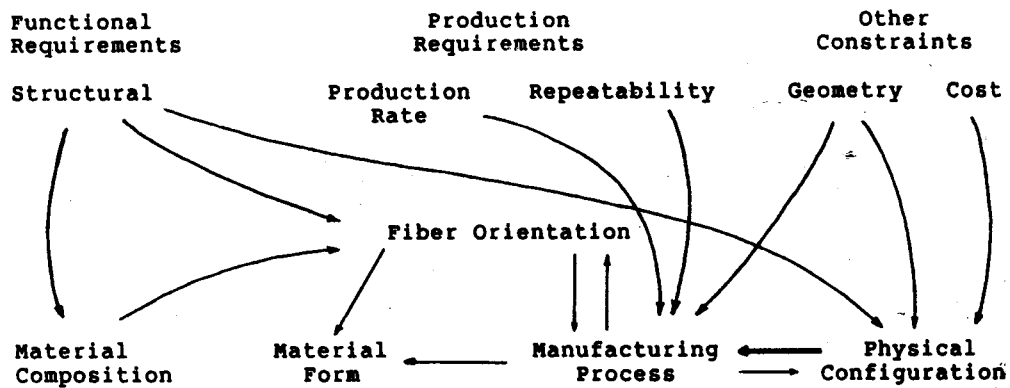 Functional
Requirements
Production
Requirements
Other
Constraints
Structural
Production
Rate
Repeatability
Geometry
Cost
Fiber Orientation
Material
Composition
Material
Form
Manufacturing
Process
Physical
Configuration